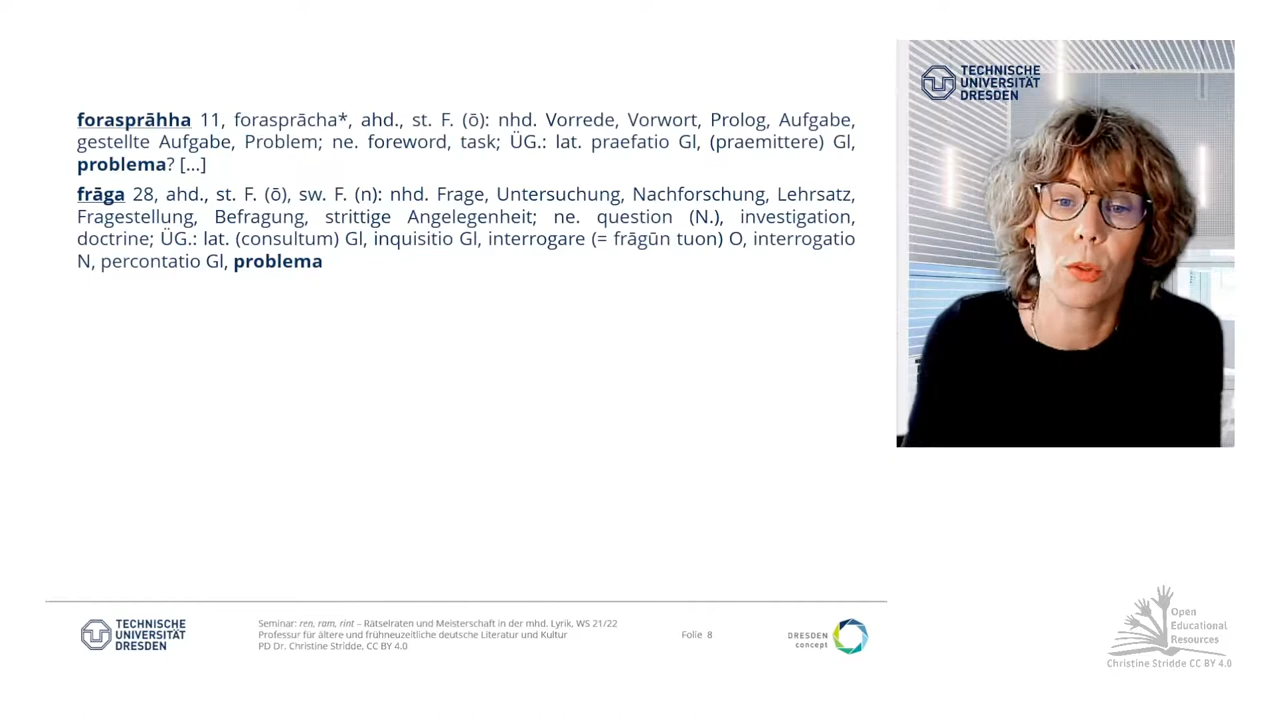 forasprāhha 11, forasprācha*, ahd., st. F. (ō): nhd. Vorrede, Vorwort, Prolog, Aufgabe,
gestellte Aufgabe, Problem; ne. foreword, task; ÜG.: lat. praefatio Gl, (praemittere) Gl,
problema? [...]
frāga 28, ahd., st. F. (ō), sw. F. (n): nhd. Frage, Untersuchung, Nachforschung, Lehrsatz,
Fragestellung, Befragung, strittige Angelegenheit; ne. question (N.), investigation,
doctrine; ÜG.: lat. (consultum) Gl, inquisitio Gl, interrogare (= frāgūn tuon) O, interrogatio
N, percontatio Gl, problema
TECHNISCHE
UNIVERSITÄT
DRESDEN
TECHNISCHE
UNIVERSITÄT
DRESDEN
Seminar: ren, ram, rint – Rätselraten und Meisterschaft in der mhd. Lyrik, WS 21/22
Professur für ältere und frühneuzeitliche deutsche Literatur und Kultur
PD Dr. Christine Stridde, CC BY 4.0
Folie 8
DRESDEN
concept
Open
Educational
Resources
Christine Stridde CC BY 4.0